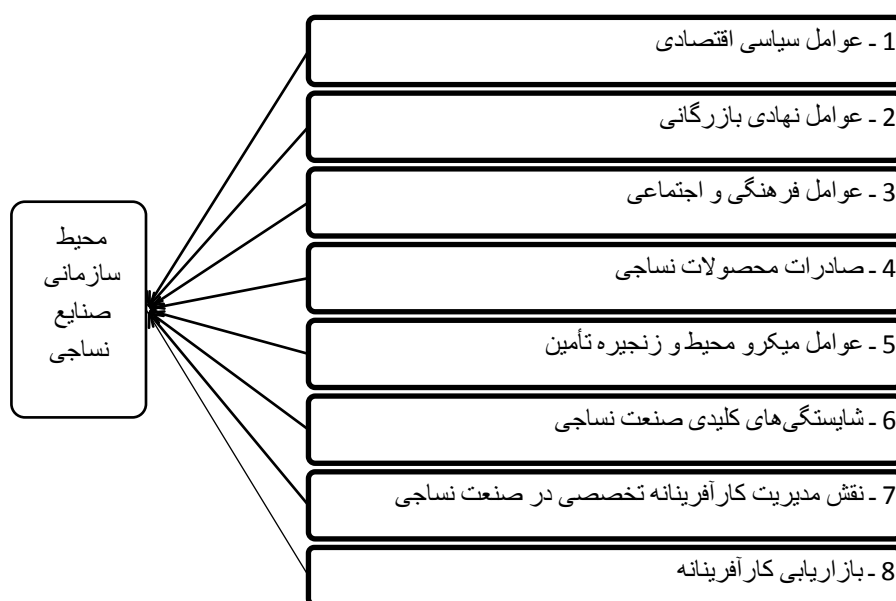 1 ـ عوامل سیاسی اقتصادی
2 ـ عوامل نهادی بازرگانی
3 ـ عوامل فرهنگی و اجتماعی
4 ـ صادرات محصولات نساجی
5 ـ عوامل میکرو محیط و زنجیره تأمین
6 ـ شایستگی‌های کلیدی صنعت نساجی
7 ـ نقش مدیریت کارآفرینانه تخصصی در صنعت نساجی
8 ـ بازاریابی کارآفرینانه
محیط
سازمانی
صنایع
نساجی